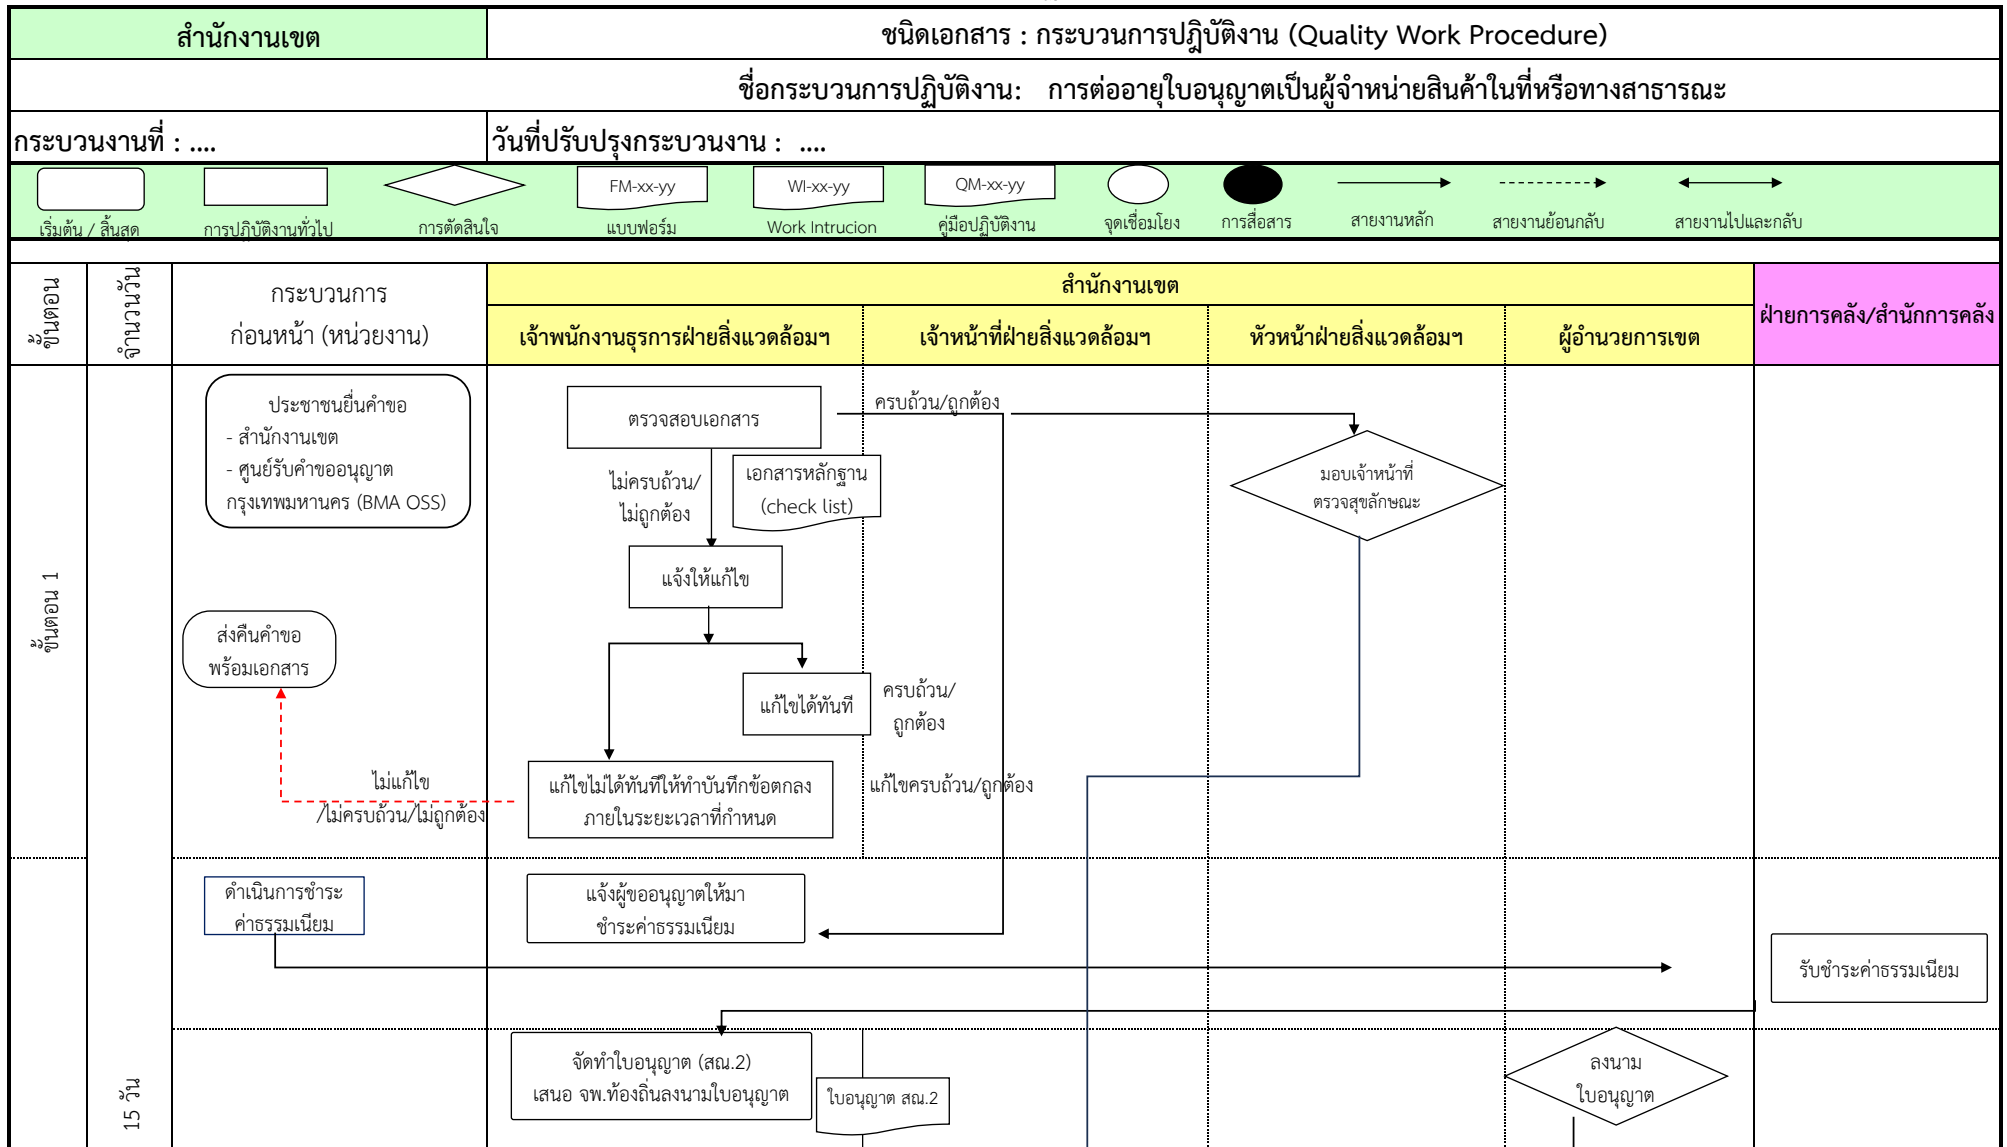 สำนักงานเขต
ชนิดเอกสาร : กระบวนการปฎิบัติงาน (Quality Work Procedure)
ชื่อกระบวนการปฏิบัติงาน: การต่ออายุใบอนุญาตเป็นผู้จำหน่ายสินค้าในที่หรือทางสาธารณะ
กระบวนงานที่ : ....
วันที่ปรับปรุงกระบวนงาน : ....
FM-xx-yy
WI-xx-yy
QM-xx-yy
เริ่มต้น / สิ้นสุด
การปฏิบัติงานทั่วไป
การตัดสินใจ
แบบฟอร์ม
Work Intrucion
คู่มือปฏิบัติงาน
จุดเชื่อมโยง
การสื่อสาร
สายงานหลัก
สายงานย้อนกลับ
สายงานไปและกลับ
ขั้นตอน
จำนวนวัน
กระบวนการ
ก่อนหน้า (หน่วยงาน)
สำนักงานเขต
เจ้าพนักงานธุรการฝ่ายสิ่งแวดล้อมฯ
เจ้าหน้าที่ฝ่ายสิ่งแวดล้อมฯ
หัวหน้าฝ่ายสิ่งแวดล้อมฯ
ผู้อำนวยการเขต
ฝ่ายการคลัง/สำนักการคลัง
ขั้นตอน 1
ประชาชนยื่นคำขอ
- สำนักงานเขต
- ศูนย์รับคำขออนุญาต
กรุงเทพมหานคร (BMA OSS)
ตรวจสอบเอกสาร
ครบถ้วน/ถูกต้อง
มอบเจ้าหน้าที่
ตรวจสุขลักษณะ
ไม่ครบถ้วน/
ไม่ถูกต้อง
เอกสารหลักฐาน
(check list)
แจ้งให้แก้ไข
ส่งคืนคำขอ
พร้อมเอกสาร
แก้ไขได้ทันที
ครบถ้วน/
ถูกต้อง
ไม่แก้ไข
/ไม่ครบถ้วน/ไม่ถูกต้อง
แก้ไขไม่ได้ทันทีให้ทำบันทึกข้อตกลง
ภายในระยะเวลาที่กำหนด
แก้ไขครบถ้วน/ถูกต้อง
ดำเนินการชำระ
ค่าธรรมเนียม
แจ้งผู้ขออนุญาตให้มา
ชำระค่าธรรมเนียม
รับชำระค่าธรรมเนียม
15 วัน
จัดทำใบอนุญาต (สณ.2)
เสนอ จพ.ท้องถิ่นลงนามใบอนุญาต
ใบอนุญาต สณ.2
ลงนาม
ใบอนุญาต